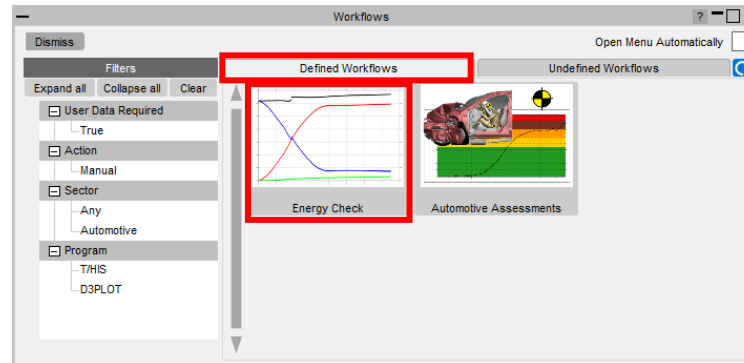 Workflows
?
Dismiss
Open Menu Automatically
Filters
Defined Workflows
Undefined Workflows
Expand all
Collapse all
Clear
User Data Required
True
Action
Manual
Sector
Any
Automotive
Program
T/HIS
D3PLOT
Energy Check
Automotive Assessments